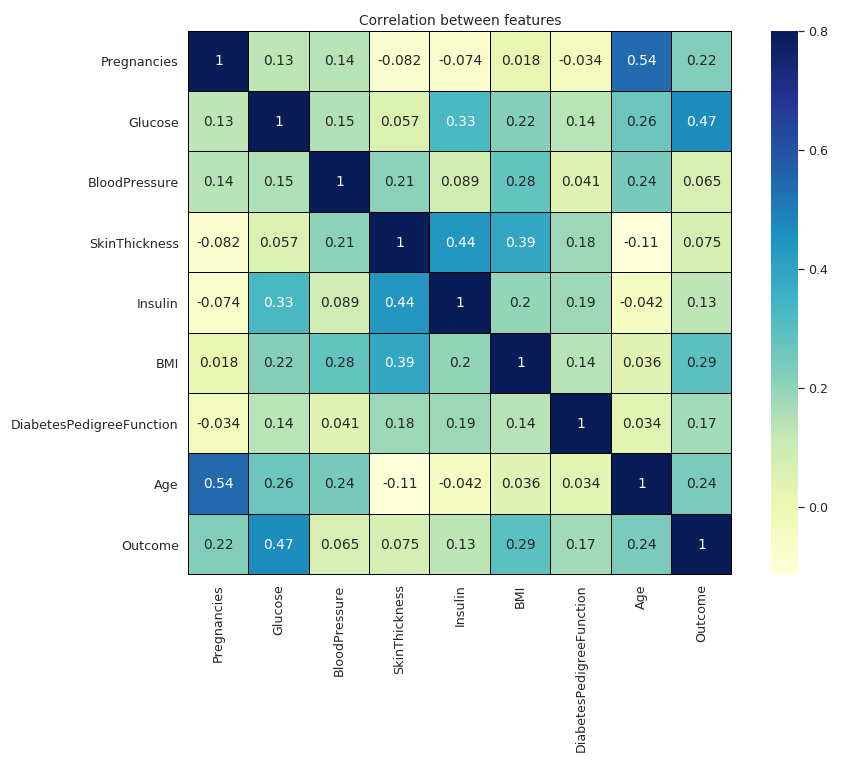 Correlation between features
Pregnancies 1 0.13 0.14 -0.082 -0.074 0.018 -0.034 0.54 0.22
Glucose 0.13 1 0.15 0.057 0.33 0.22 0.14 0.26 0.47
BloodPressure 0.14 0.15 1 0.21 0.089 0.28 0.041 0.24 0.065
SkinThickness -0.082 0.057 0.21 1 0.44 0.39 0.18 -0.11 0.075
Insulin -0.074 0.33 0.089 0.44 1 0.2 0.19 -0.042 0.13
BMI 0.018 0.22 0.28 0.39 0.2 1 0.14 0.036 0.29
DiabetesPedigreeFunction -0.034 0.14 0.041 0.18 0.19 0.14 1 0.034 0.17
Age 0.54 0.26 0.24 -0.11 -0.042 0.036 0.034 1 0.24
Outcome 0.22 0.47 0.065 0.075 0.13 0.29 0.17 0.24 1
Pregnancies
Glucose
BloodPressure
SkinThickness
Insulin
BMI
DiabetesPedigreeFunction
Age
Outcome
0.8
0.6
0.4
0.2
0.0